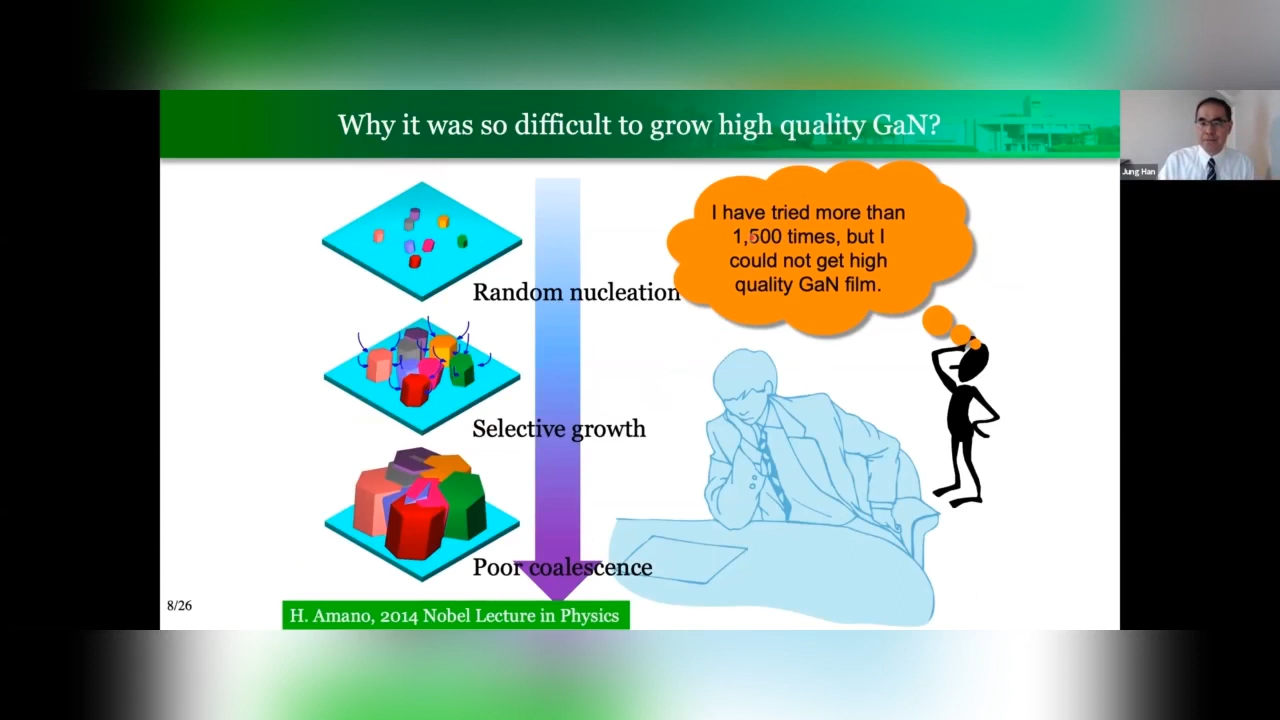 Why it was so difficult to grow high quality GaN?
Jung Han
I have tried more than
1,500 times, but I
could not get high
quality GaN film.
Random nucleation
Selective growth
Poor coalescence
8/26
H. Amano, 2014 Nobel Lecture in Physics